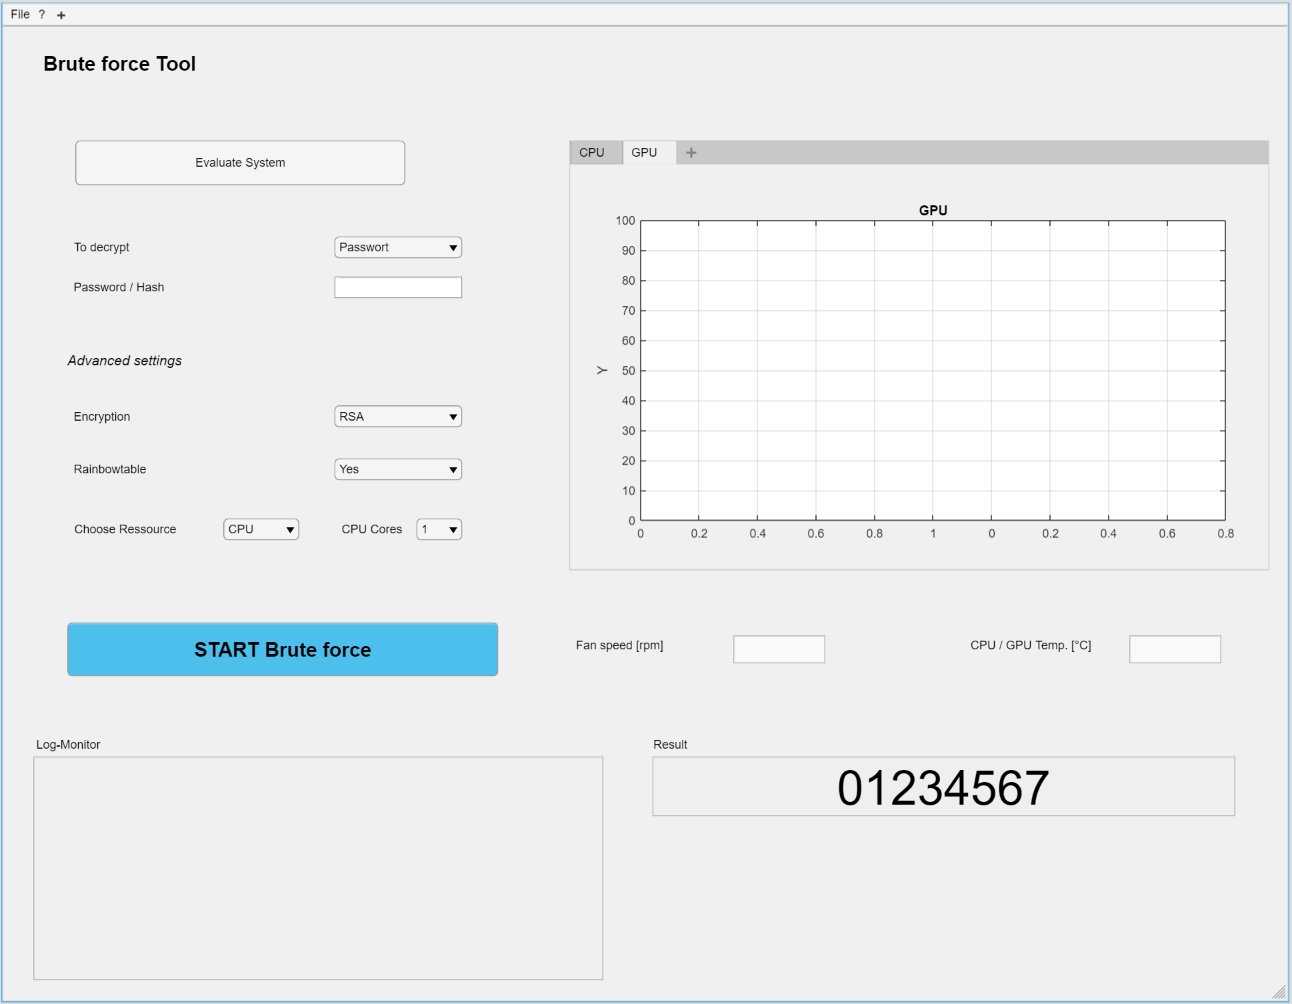 File ? +
Brute force Tool
Evaluate System
To decrypt Passwort
Password / Hash
Advanced settings
Encryption RSA
Rainbowtable Yes
Choose Ressource CPU CPU Cores 1
START Brute force
CPU GPU +
GPU
100
90
80
70
60
50
40
30
20
10
0
Y
0 0.2 0.4 0.6 0.8 1 0 0.2 0.4 0.6 0.8
Fan speed [rpm] CPU / GPU Temp. [°C]
Log-Monitor
Result
01234567